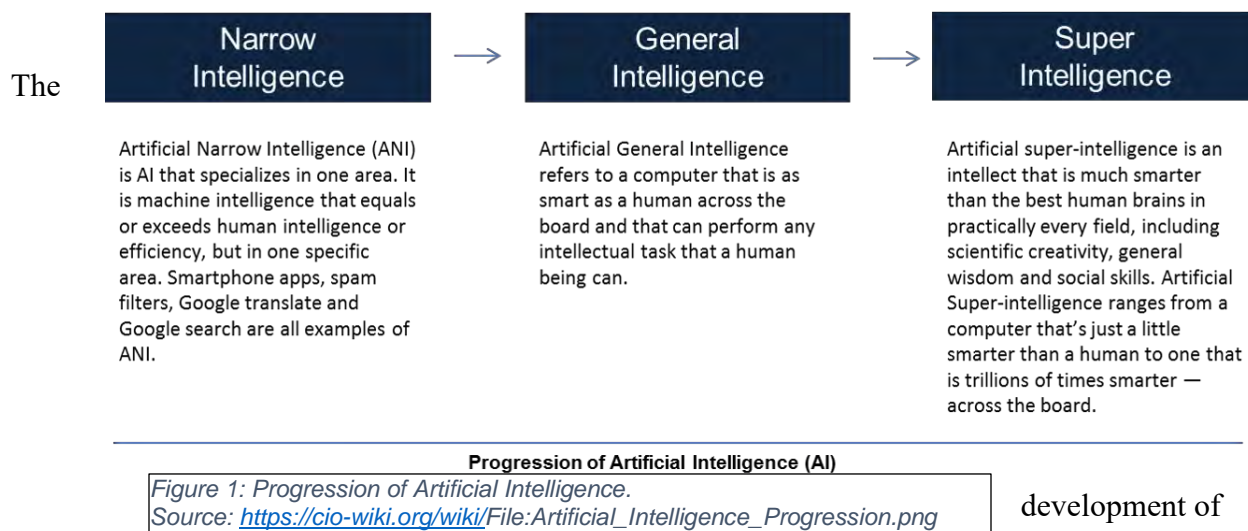 The
Narrow
Intelligence
General
Intelligence
Super
Intelligence
Artificial Narrow Intelligence (ANI)
is AI that specializes in one area. It
is machine intelligence that equals
or exceeds human intelligence or
efficiency, but in one specific
area. Smartphone apps, spam
filters, Google translate and
Google search are all examples of
ANI.
Artificial General Intelligence
refers to a computer that is as
smart as a human across the
board and that can perform any
intellectual task that a human
being can.
Artificial super-intelligence is an
intellect that is much smarter
than the best human brains in
practically every field, including
scientific creativity, general
wisdom and social skills. Artificial
Super-intelligence ranges from a
computer that's just a little
smarter than a human to one that
is trillions of times smarter —
across the board.
Progression of Artificial Intelligence (AI)
Figure 1: Progression of Artificial Intelligence.
Source: https://cio-wiki.org/wiki/File:Artificial_Intelligence_Progression.png
development of